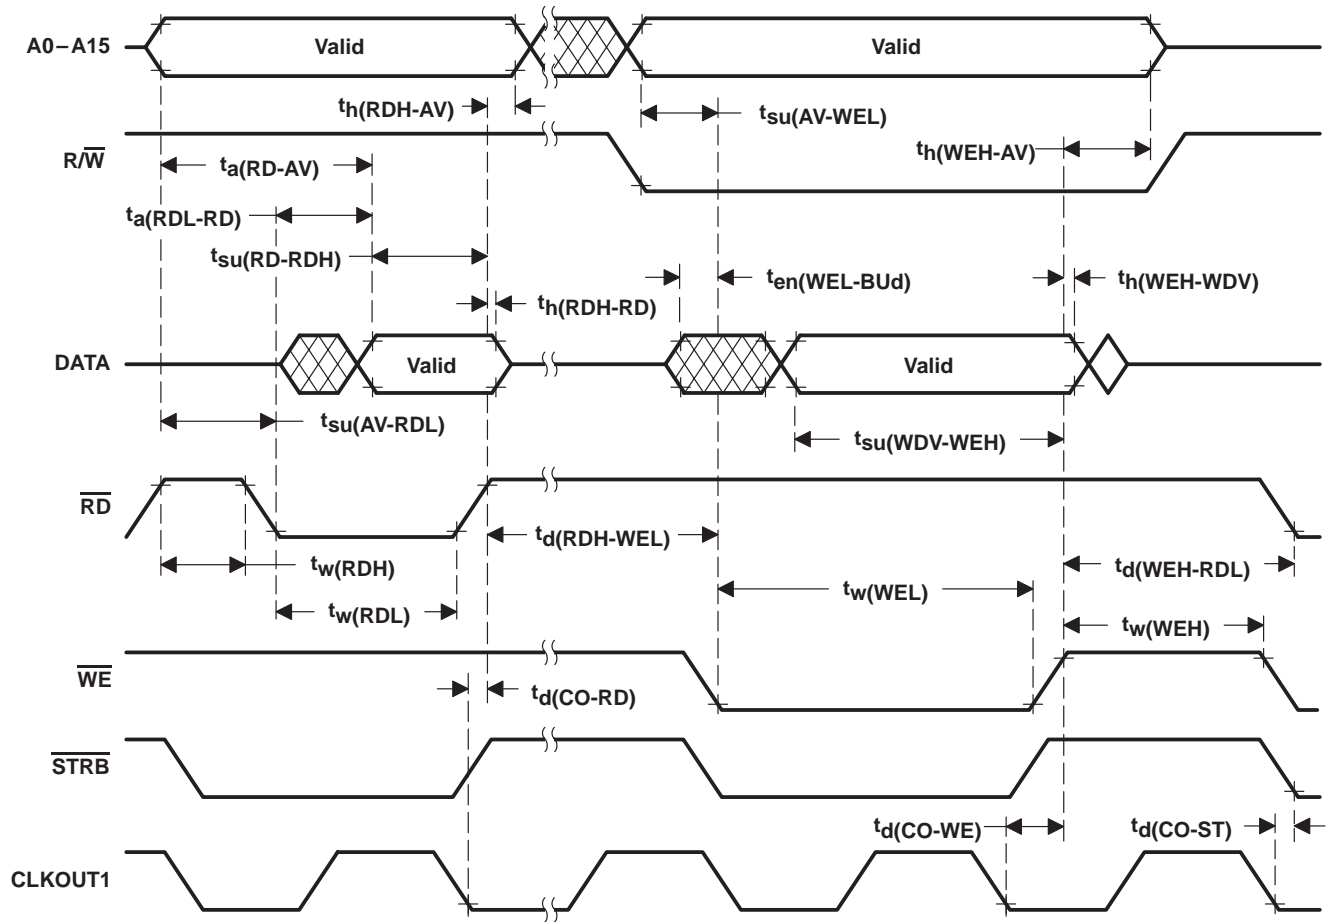 A0–A15
Valid
Valid
th(RDH-AV)
tsu(AV-WEL)
R/W̅
ta(RD-AV)
th(WEH-AV)
ta(RDL-RD)
tsu(RD-RDH)
ten(WEL-BUd)
th(WEH-WDV)
th(RDH-RD)
DATA
Valid
Valid
tsu(AV-RDL)
tsu(WDV-WEH)
R̅D̅
td(RDH-WEL)
tw(RDH)
td(WEH-RDL)
tw(WEL)
tw(RDL)
tw(WEH)
W̅E̅
td(CO-RD)
S̅T̅R̅B̅
td(CO-WE)
td(CO-ST)
CLKOUT1